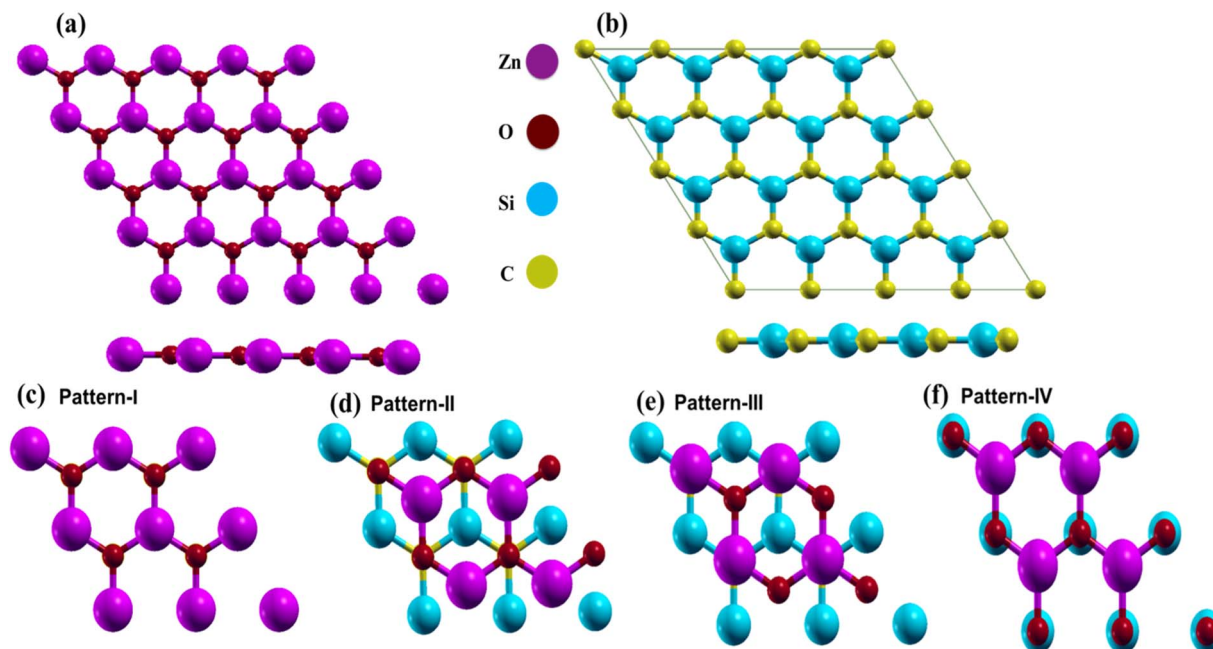 (a)
(b)
Zn
O
Si
C
(c) Pattern-I
(d) Pattern-II
(e) Pattern-III
(f) Pattern-IV